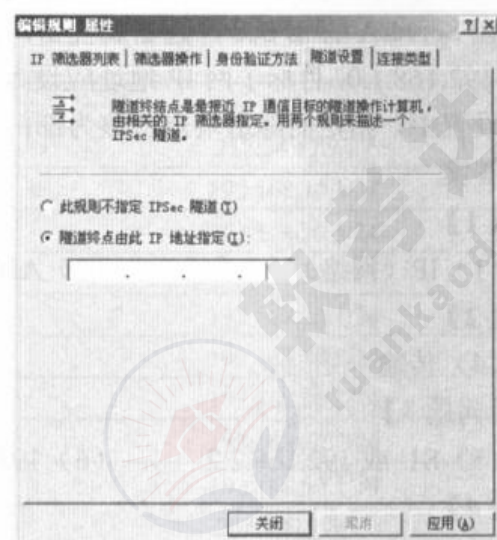 编辑规则 属性
? X
IP 筛选器列表 筛选器操作 身份验证方法 隧道设置 连接类型
隧道终结点是最接近 IP 通信目标的隧道操作计算机，
由相关的 IP 筛选器指定。用两个规则来描述一个
IPSec 隧道。
此规则不指定 IPSec 隧道(T)
隧道终点由此 IP 地址指定(I):
. . .
关闭 取消 应用(A)
软考达
ruankaod